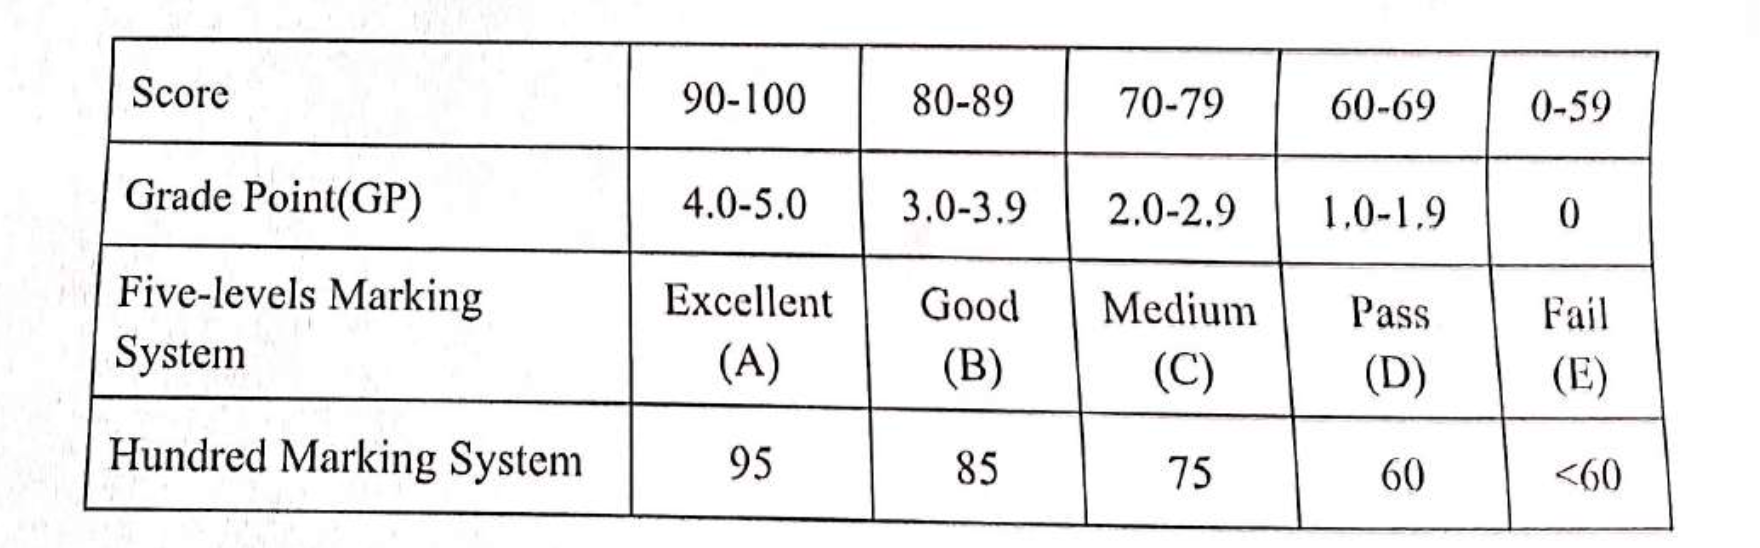 Score 90-100 80-89 70-79 60-69 0-59
Grade Point(GP) 4.0-5.0 3.0-3.9 2.0-2.9 1.0-1.9 0
Five-levels Marking Excellent Good Medium Pass Fail
System (A) (B) (C) (D) (E)
Hundred Marking System 95 85 75 60 <60